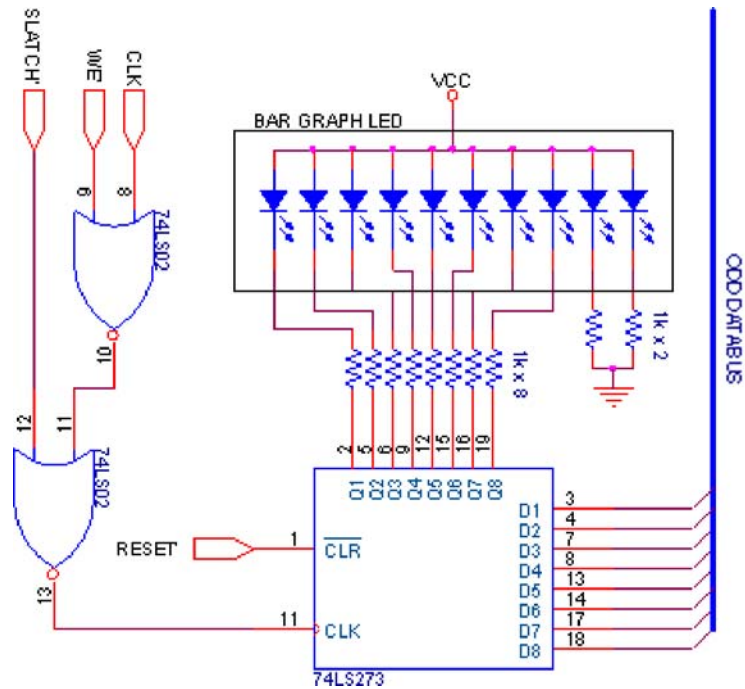 SLATCH'
WE'
CLK
VCC
BAR GRAPH LED
9
8
74LS02
10
12
11
74LS02
13
1k x 8
1k x 2
ODD DATABUS
2
5
6
9
12
15
16
19
Q1
Q2
Q3
Q4
Q5
Q6
Q7
Q8
RESET'
1
CLR
11
CLK
D1
3
D2
4
D3
7
D4
8
D5
13
D6
14
D7
17
D8
18
74LS273